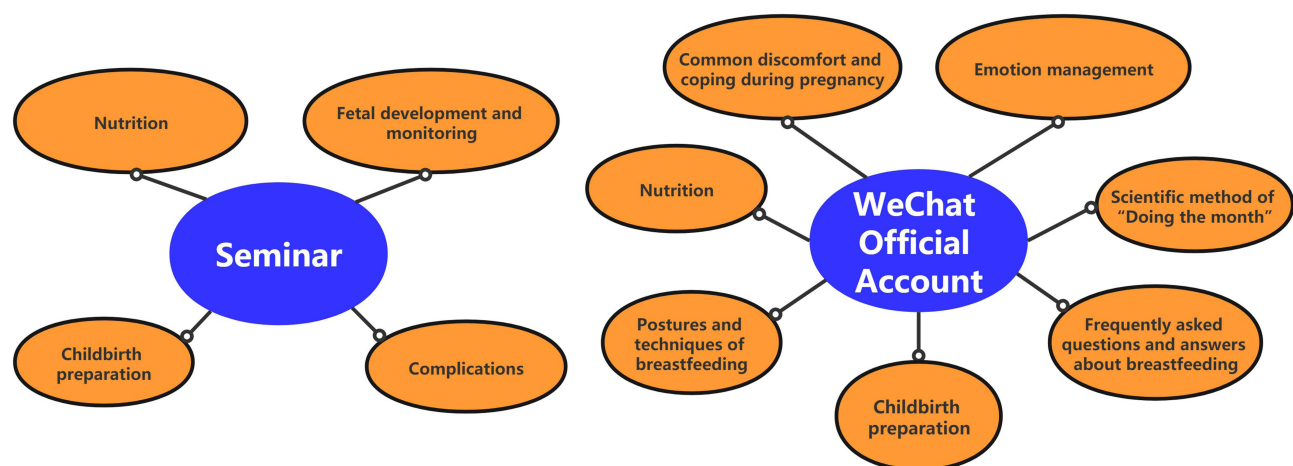 Nutrition
Fetal development and
monitoring
Seminar
Childbirth
preparation
Complications
Common discomfort and
coping during pregnancy
Emotion management
Nutrition
WeChat
Official
Account
Scientific method of
“Doing the month”
Postures and
techniques of
breastfeeding
Frequently asked
questions and answers
about breastfeeding
Childbirth
preparation